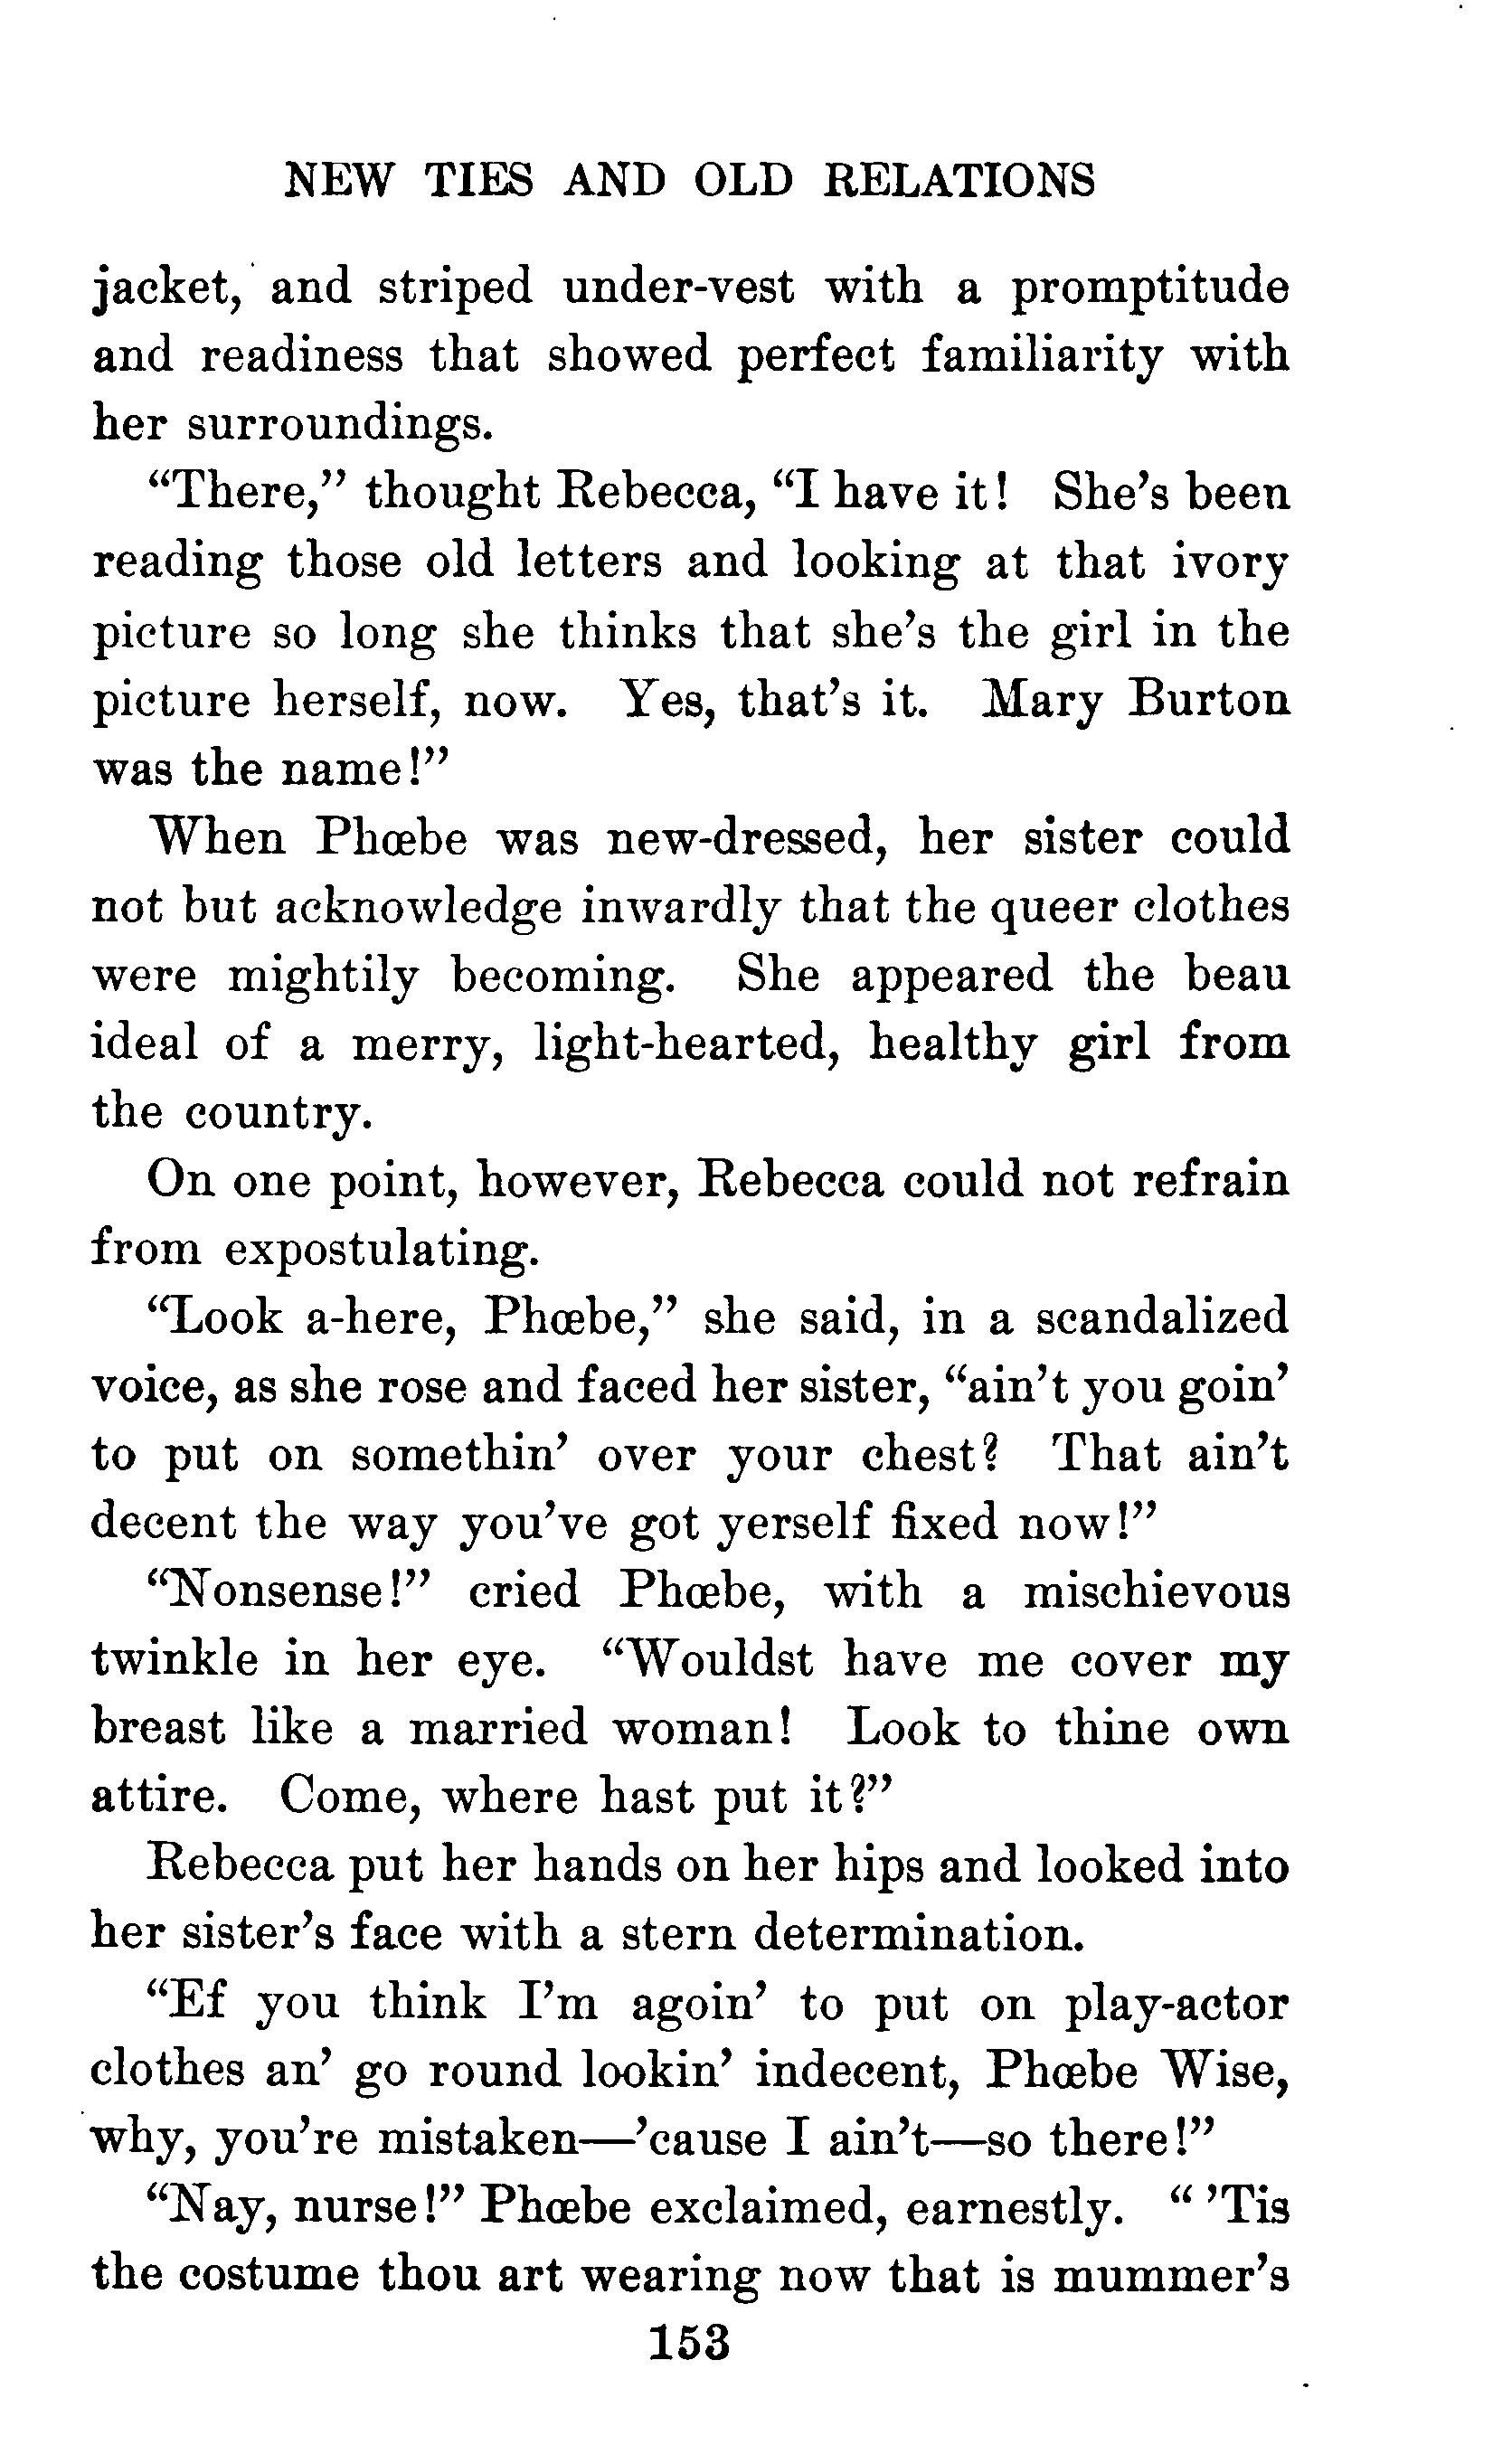 NEW TIES AND OLD RELATIONS
jacket, and striped under-vest with a promptitude
and readiness that showed perfect familiarity with
her surroundings.
“There,” thought Rebecca, “I have it! She’s been
reading those old letters and looking at that ivory
picture so long she thinks that she’s the girl in the
picture herself, now. Yes, that’s it. Mary Burton
was the name!”
When Phœbe was new-dressed, her sister could
not but acknowledge inwardly that the queer clothes
were mightily becoming. She appeared the beau
ideal of a merry, light-hearted, healthy girl from
the country.
On one point, however, Rebecca could not refrain
from expostulating.
“Look a-here, Phœbe,” she said, in a scandalized
voice, as she rose and faced her sister, “ain’t you goin’
to put on somethin’ over your chest? That ain’t
decent the way you’ve got yerself fixed now!”
“Nonsense!” cried Phœbe, with a mischievous
twinkle in her eye. “Wouldst have me cover my
breast like a married woman! Look to thine own
attire. Come, where hast put it?”
Rebecca put her hands on her hips and looked into
her sister’s face with a stern determination.
“Ef you think I’m agoin’ to put on play-actor
clothes an’ go round lookin’ indecent, Phœbe Wise,
why, you’re mistaken—’cause I ain’t—so there!”
“Nay, nurse!” Phœbe exclaimed, earnestly. “ ’Tis
the costume thou art wearing now that is mummer’s
153